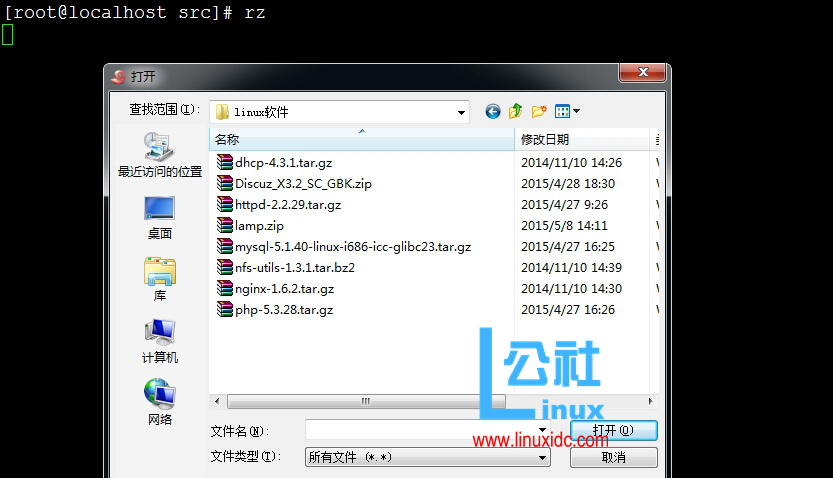 [root@localhost src]# rz
打开
查找范围(I): linux软件
名称 修改日期
dhcp-4.3.1.tar.gz 2014/11/10 14:26
Discuz_X3.2_SC_GBK.zip 2015/4/28 18:30
httpd-2.2.29.tar.gz 2015/4/27 9:26
lamp.zip 2015/5/8 14:11
mysql-5.1.40-linux-i686-icc-glibc23.tar.gz 2015/4/27 16:25
nfs-utils-1.3.1.tar.bz2 2014/11/10 14:39
nginx-1.6.2.tar.gz 2014/11/10 14:30
php-5.3.28.tar.gz 2015/4/27 16:26
最近访问的位置
桌面
库
计算机
网络
公社
Linux
www.linuxidc.com
文件名(N): 打开(O)
文件类型(T): 所有文件 (*.*) 取消